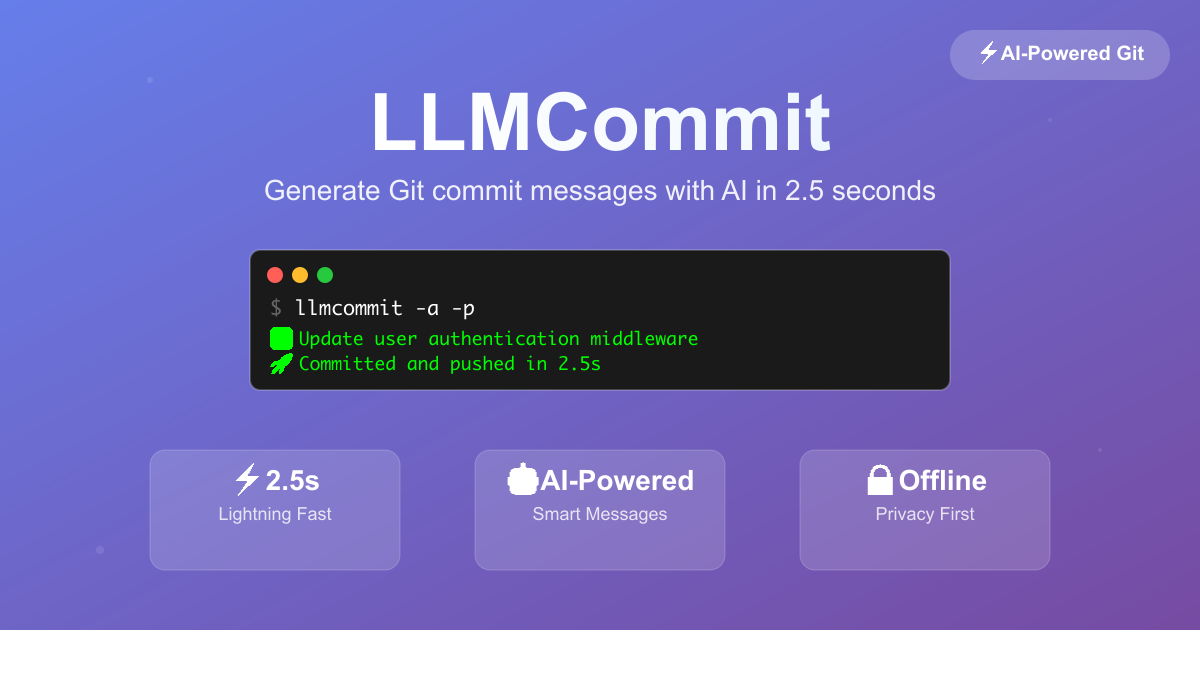 ⚡AI-Powered Git
LLMCommit
Generate Git commit messages with AI in 2.5 seconds
$ llmcommit -a -p
Update user authentication middleware
🚀 Committed and pushed in 2.5s
⚡2.5s
Lightning Fast
🤖AI-Powered
Smart Messages
🔒Offline
Privacy First